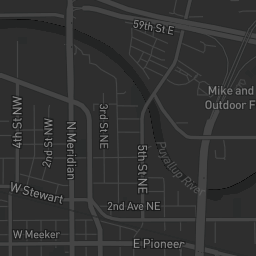 59th St E
Mike and
Outdoor F
4th St NW
2nd St NW
N Meridian
3rd St NE
5th St NE
Puyallup River
W Stewart
2nd Ave NE
W Meeker
E Pioneer